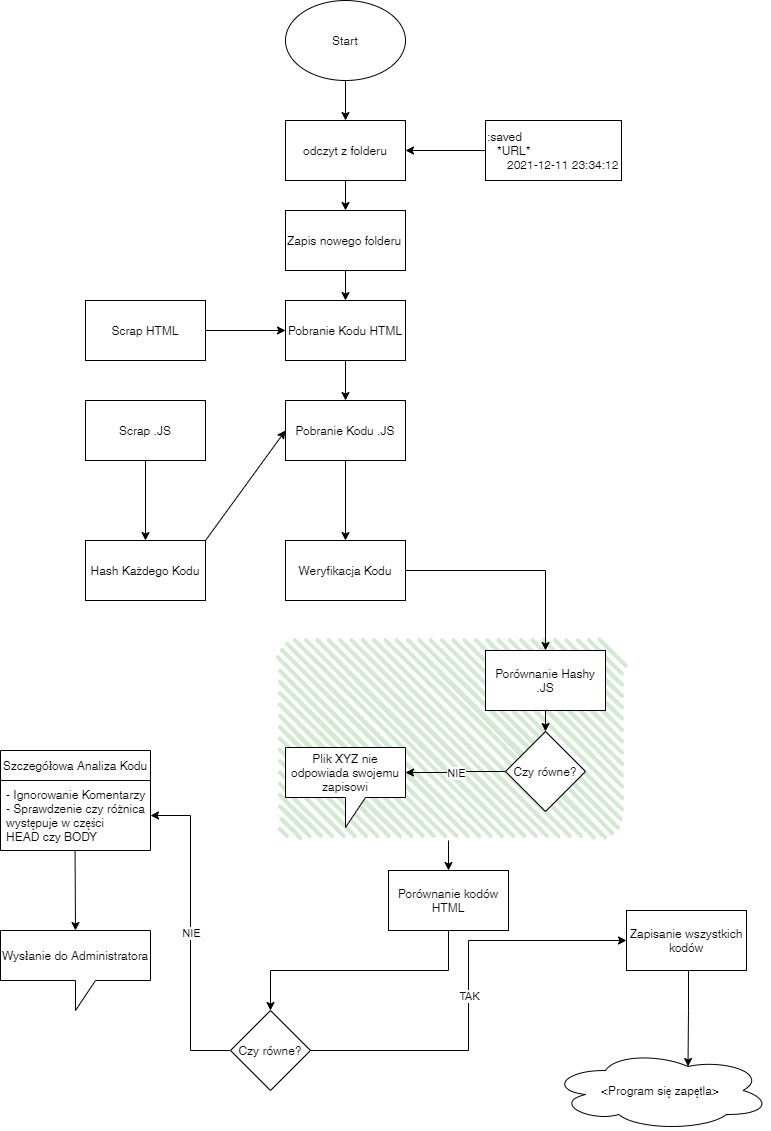 Start
odczyt z folderu
:saved
*URL*
2021-12-11 23:34:12
Zapis nowego folderu
Scrap HTML
Pobranie Kodu HTML
Scrap .JS
Pobranie Kodu .JS
Hash Każdego Kodu
Weryfikacja Kodu
Porównanie Hashy
.JS
Czy równe?
NIE
Plik XYZ nie
odpowiada swojemu
zapisowi
Szczegółowa Analiza Kodu
- Ignorowanie Komentarzy
- Sprawdzenie czy różnica
występuje w części
HEAD czy BODY
Porównanie kodów
HTML
NIE
Wysłanie do Administratora
Zapisanie wszystkich
kodów
TAK
Czy równe?
<Program się zapętla>